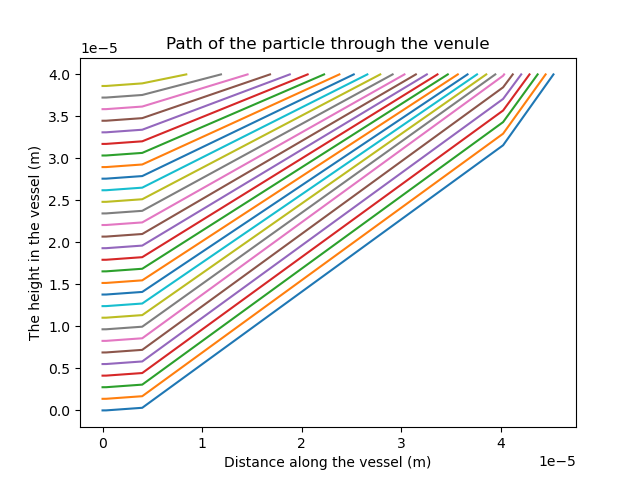 Path of the particle through the venule
1e−5
4.0
3.5
3.0
2.5
2.0
1.5
1.0
0.5
0.0
The height in the vessel (m)
0 1 2 3 4
1e−5
Distance along the vessel (m)